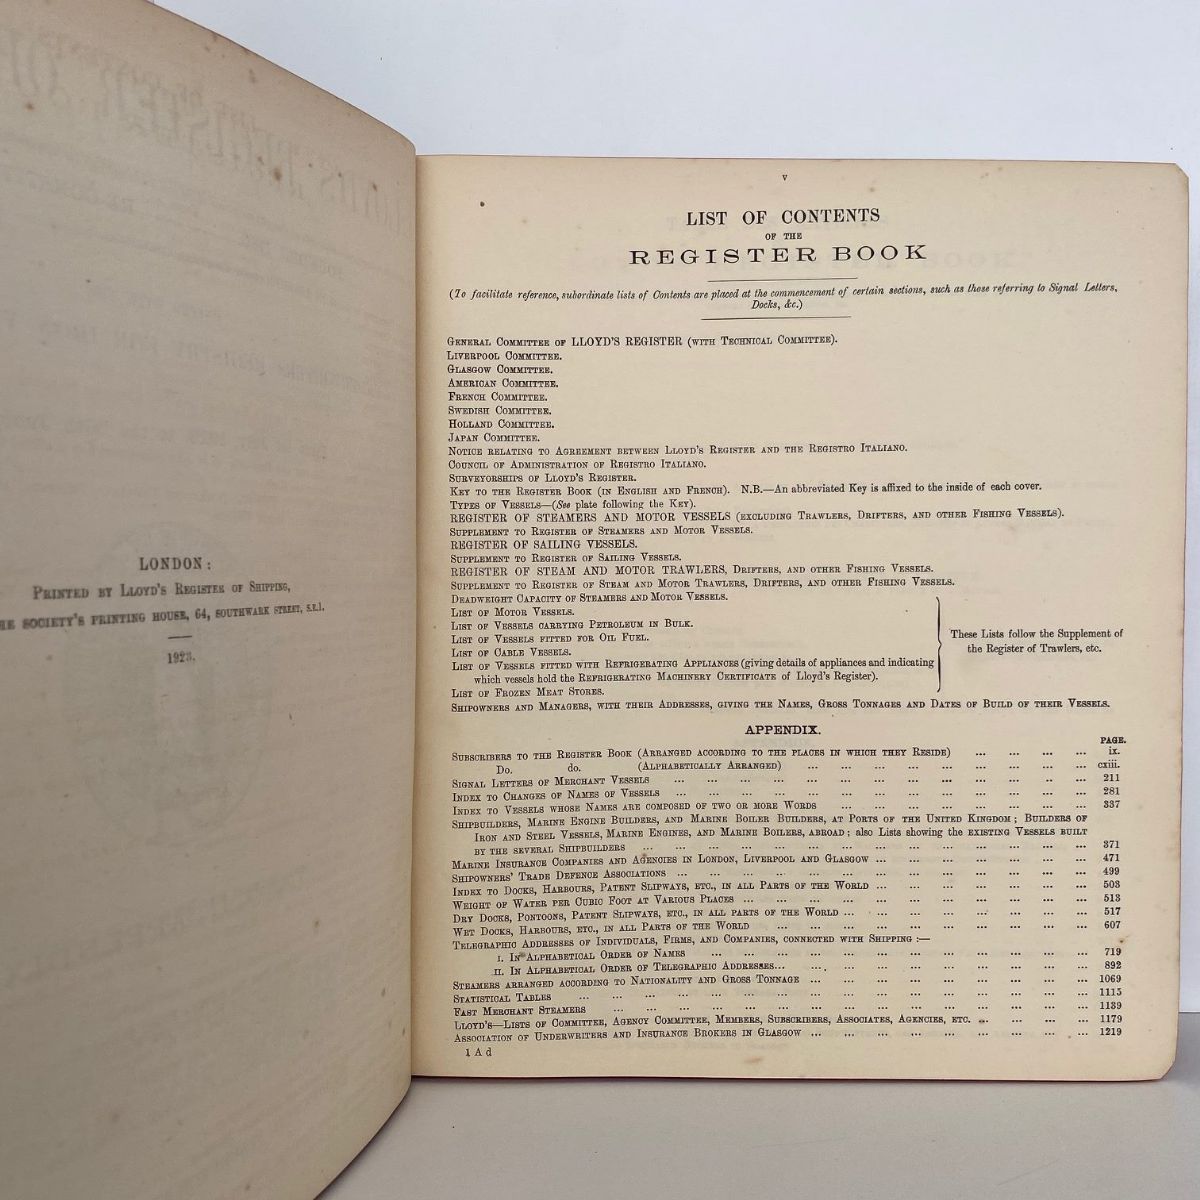 LONDON:
PRINTED BY LLOYD'S REGISTER OF SHIPPING,
SOCIETY'S PRINTING HOUSE, 64, SOUTHWARK STREET, S.E.1.
1923.
v
LIST OF CONTENTS
OF THE
REGISTER BOOK
(To facilitate reference, subordinate lists of Contents are placed at the commencement of certain sections, such as those referring to Signal Letters,
Docks, &c.)
GENERAL COMMITTEE OF LLOYD'S REGISTER (WITH TECHNICAL COMMITTEE).
LIVERPOOL COMMITTEE.
GLASGOW COMMITTEE.
AMERICAN COMMITTEE.
FRENCH COMMITTEE.
SWEDISH COMMITTEE.
HOLLAND COMMITTEE.
JAPAN COMMITTEE.
NOTICE RELATING TO AGREEMENT BETWEEN LLOYD'S REGISTER AND THE REGISTRO ITALIANO.
COUNCIL OF ADMINISTRATION OF REGISTRO ITALIANO.
SURVEYORSHIPS OF LLOYD'S REGISTER.
KEY TO THE REGISTER BOOK (IN ENGLISH AND FRENCH). N.B.—An abbreviated Key is affixed to the inside of each cover.
TYPES OF VESSELS—(See plate following the KEY).
REGISTER OF STEAMERS AND MOTOR VESSELS (EXCLUDING TRAWLERS, DRIFTERS, AND OTHER FISHING VESSELS).
SUPPLEMENT TO REGISTER OF STEAMERS AND MOTOR VESSELS.
REGISTER OF SAILING VESSELS.
SUPPLEMENT TO REGISTER OF SAILING VESSELS.
REGISTER OF STEAM AND MOTOR TRAWLERS, DRIFTERS, AND OTHER FISHING VESSELS.
SUPPLEMENT TO REGISTER OF STEAM AND MOTOR TRAWLERS, DRIFTERS, AND OTHER FISHING VESSELS.
DEADWEIGHT CAPACITY OF STEAMERS AND MOTOR VESSELS.
LIST OF MOTOR VESSELS.
LIST OF VESSELS CARRYING PETROLEUM IN BULK.
LIST OF VESSELS FITTED FOR OIL FUEL.
LIST OF CABLE VESSELS.
LIST OF VESSELS FITTED WITH REFRIGERATING APPLIANCES (giving details of appliances and indicating
which vessels hold the REFRIGERATING MACHINERY CERTIFICATE of Lloyd's Register).
LIST OF FROZEN MEAT STORES.
These Lists follow the Supplement of
the Register of Trawlers, etc.
SHIPOWNERS AND MANAGERS, WITH THEIR ADDRESSES, GIVING THE NAMES, GROSS TONNAGES AND DATES OF BUILD OF THEIR VESSELS.
APPENDIX.
PAGE.
SUBSCRIBERS TO THE REGISTER BOOK (ARRANGED ACCORDING TO THE PLACES IN WHICH THEY RESIDE) ... ... ... ... ix.
Do. do. (ALPHABETICALLY ARRANGED) ... ... ... ... ... ... ... ... ... cxiii.
SIGNAL LETTERS OF MERCHANT VESSELS ... ... ... ... ... ... ... ... ... ... ... ... ... 211
INDEX TO CHANGES OF NAMES OF VESSELS ... ... ... ... ... ... ... ... ... ... ... ... ... 281
INDEX TO VESSELS WHOSE NAMES ARE COMPOSED OF TWO OR MORE WORDS ... ... ... ... ... ... ... ... 337
SHIPBUILDERS, MARINE ENGINE BUILDERS, AND MARINE BOILER BUILDERS, AT PORTS OF THE UNITED KINGDOM; BUILDERS OF
IRON AND STEEL VESSELS, MARINE ENGINES, AND MARINE BOILERS, ABROAD; also Lists showing the EXISTING VESSELS BUILT
BY THE SEVERAL SHIPBUILDERS ... ... ... ... ... ... ... ... ... ... ... ... ... ... 371
MARINE INSURANCE COMPANIES AND AGENCIES IN LONDON, LIVERPOOL AND GLASGOW ... ... ... ... ... ... ... 471
SHIPOWNERS' TRADE DEFENCE ASSOCIATIONS ... ... ... ... ... ... ... ... ... ... ... ... ... 499
INDEX TO DOCKS, HARBOURS, PATENT SLIPWAYS, ETC., IN ALL PARTS OF THE WORLD ... ... ... ... ... ... ... 503
WEIGHT OF WATER PER CUBIC FOOT AT VARIOUS PLACES ... ... ... ... ... ... ... ... ... ... ... 513
DRY DOCKS, PONTOONS, PATENT SLIPWAYS, ETC., IN ALL PARTS OF THE WORLD ... ... ... ... ... ... ... ... 517
WET DOCKS, HARBOURS, ETC., IN ALL PARTS OF THE WORLD ... ... ... ... ... ... ... ... ... ... 607
TELEGRAPHIC ADDRESSES OF INDIVIDUALS, FIRMS, AND COMPANIES, CONNECTED WITH SHIPPING:—
I. IN ALPHABETICAL ORDER OF NAMES ... ... ... ... ... ... ... ... ... ... ... ... 719
II. IN ALPHABETICAL ORDER OF TELEGRAPHIC ADDRESSES... ... ... ... ... ... ... ... ... ... 892
STEAMERS ARRANGED ACCORDING TO NATIONALITY AND GROSS TONNAGE ... ... ... ... ... ... ... ... ... 1069
STATISTICAL TABLES ... ... ... ... ... ... ... ... ... ... ... ... ... ... ... ... 1115
FAST MERCHANT STEAMERS ... ... ... ... ... ... ... ... ... ... ... ... ... ... ... 1139
LLOYD'S—LISTS OF COMMITTEE, AGENCY COMMITTEE, MEMBERS, SUBSCRIBERS, ASSOCIATES, AGENCIES, ETC. ... ... ... ... 1179
ASSOCIATION OF UNDERWRITERS AND INSURANCE BROKERS IN GLASGOW ... ... ... ... ... ... ... ... ... 1219
1 A d